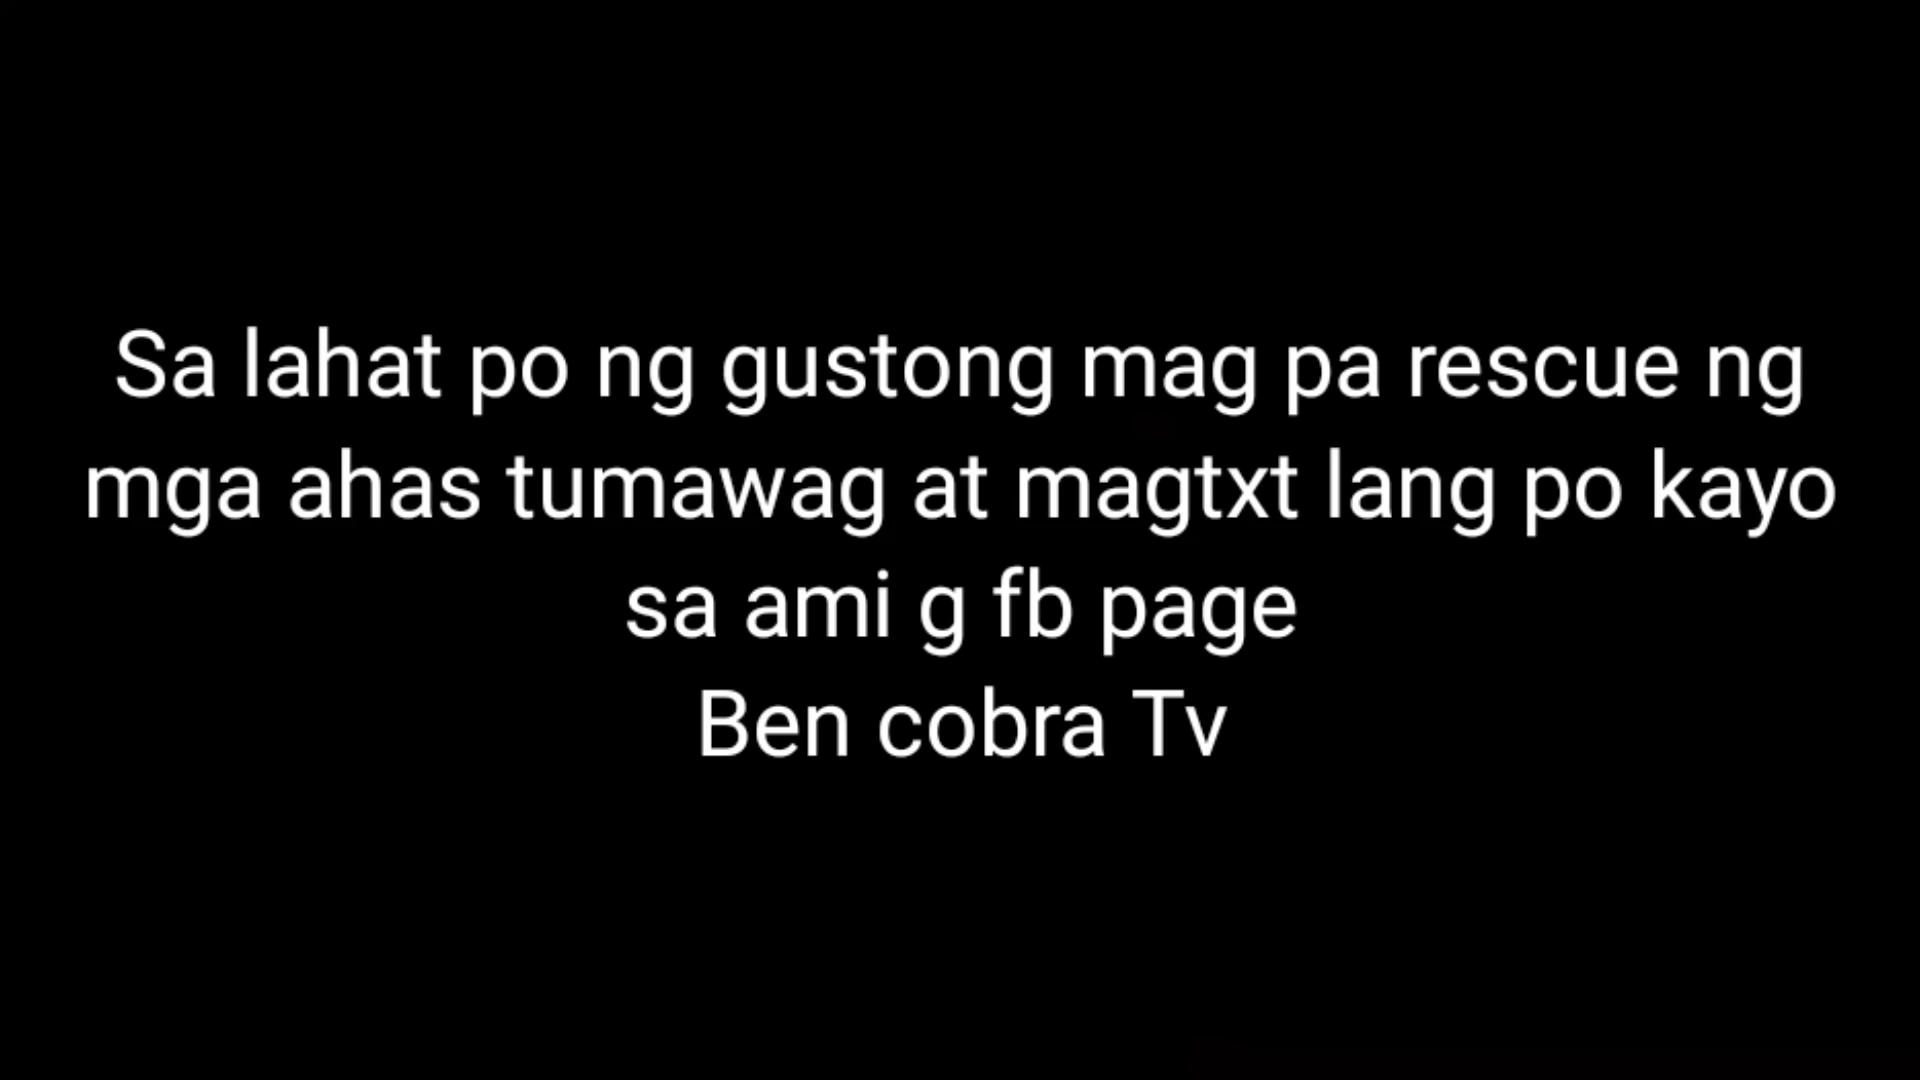 Sa lahat po ng gustong mag pa rescue ng
mga ahas tumawag at magtxt lang po kayo
sa ami g fb page
Ben cobra Tv